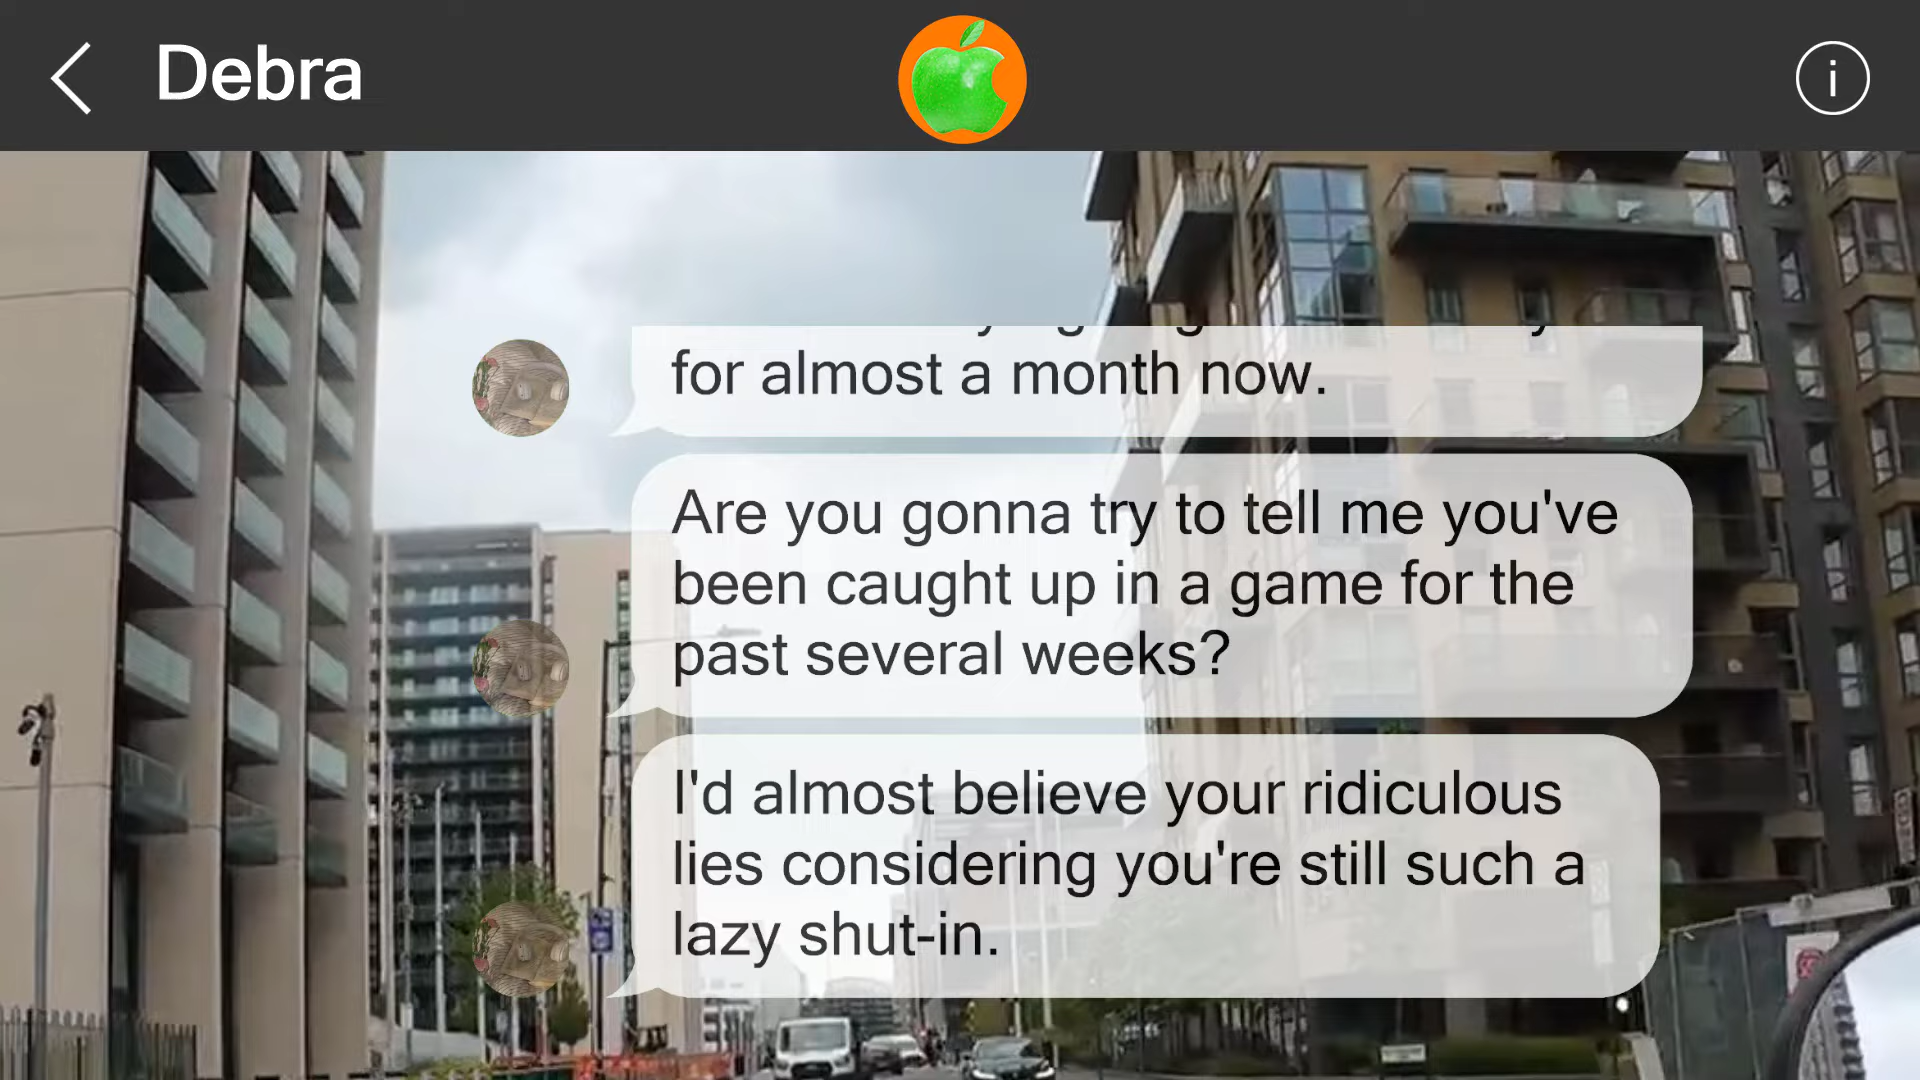 Debra
for almost a month now.
Are you gonna try to tell me you've
been caught up in a game for the
past several weeks?
I'd almost believe your ridiculous
lies considering you're still such a
lazy shut-in.